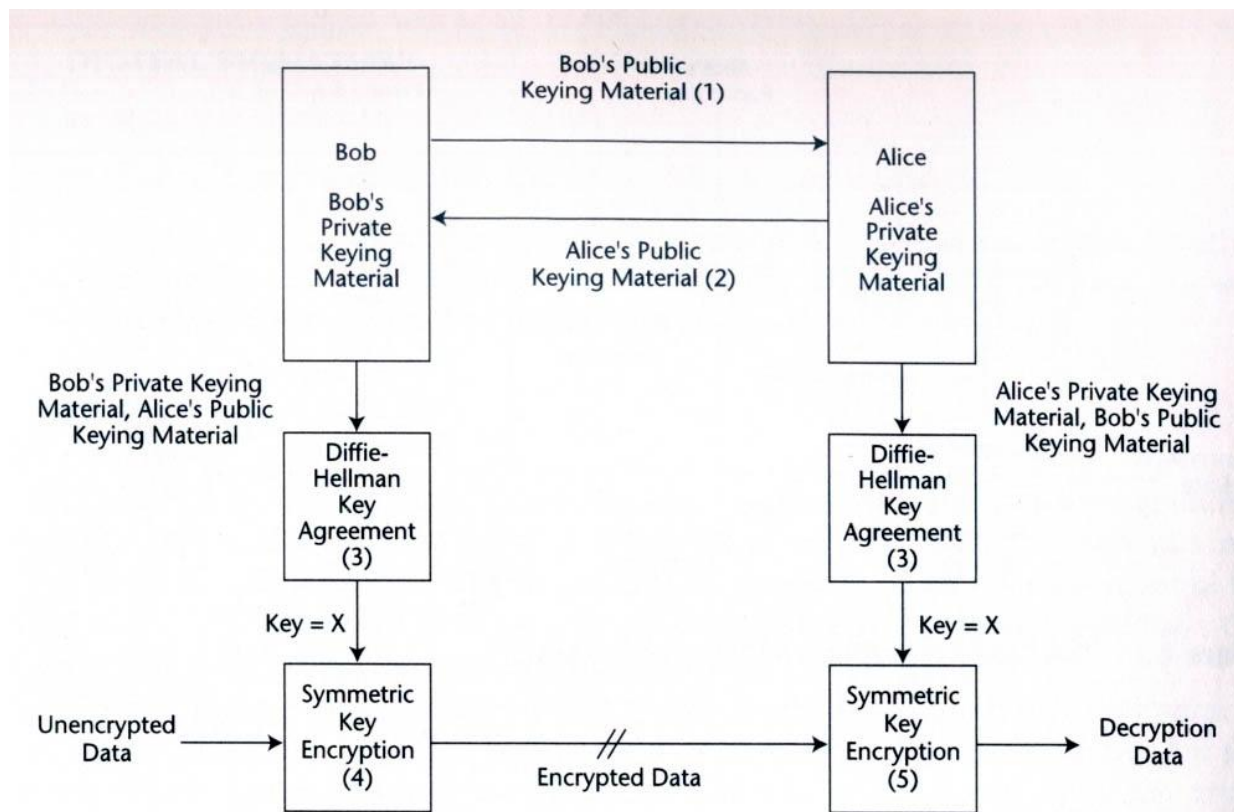 Bob's Public
Keying Material (1)
Bob
Bob's
Private
Keying
Material
Alice
Alice's
Private
Keying
Material
Alice's Public
Keying Material (2)
Bob's Private Keying
Material, Alice's Public
Keying Material
Alice's Private Keying
Material, Bob's Public
Keying Material
Diffie-
Hellman
Key
Agreement
(3)
Diffie-
Hellman
Key
Agreement
(3)
Key = X
Key = X
Unencrypted
Data
Symmetric
Key
Encryption
(4)
Encrypted Data
Symmetric
Key
Encryption
(5)
Decryption
Data